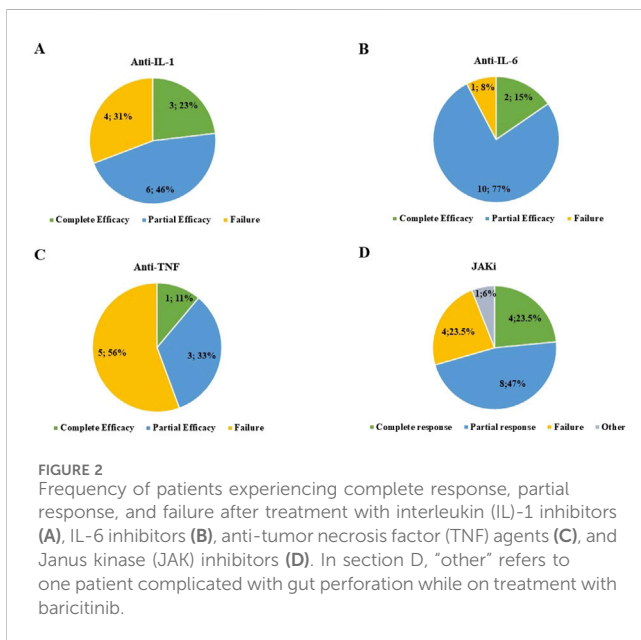 A
Anti-IL-1
4; 31%
3; 23%
6; 46%
Complete Efficacy Partial Efficacy Failure
B
Anti-IL-6
1; 8%
2; 15%
10; 77%
Complete Efficacy Partial Efficacy Failure
C
Anti-TNF
1; 11%
5; 56%
3; 33%
Complete Efficacy Partial Efficacy Failure
D
JAKi
1;6%
4;23.5%
4;23.5%
8;47%
Complete response Partial response Failure Other
FIGURE 2
Frequency of patients experiencing complete response, partial
response, and failure after treatment with interleukin (IL)-1 inhibitors
(A), IL-6 inhibitors (B), anti-tumor necrosis factor (TNF) agents (C), and
Janus kinase (JAK) inhibitors (D). In section D, “other” refers to
one patient complicated with gut perforation while on treatment with
baricitinib.